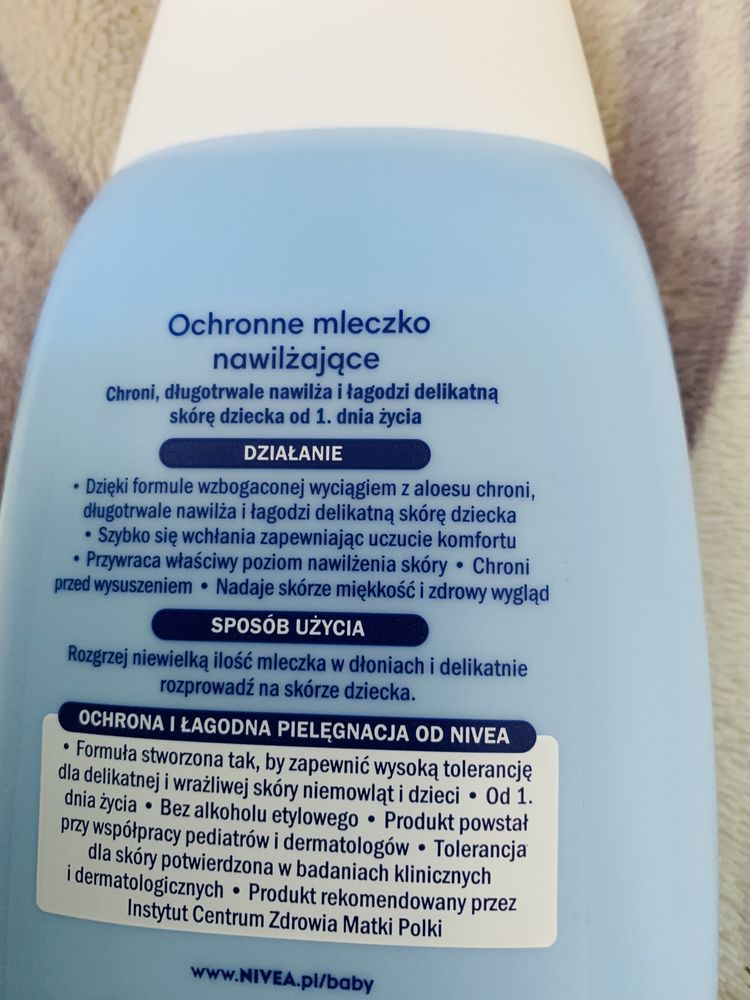 Ochronne mleczko
nawilżające
Chroni, długotrwale nawilża i łagodzi delikatną
skórę dziecka od 1. dnia życia
DZIAŁANIE
• Dzięki formule wzbogaconej wyciągiem z aloesu chroni,
długotrwale nawilża i łagodzi delikatną skórę dziecka
• Szybko się wchłania zapewniając uczucie komfortu
• Przywraca właściwy poziom nawilżenia skóry • Chroni
przed wysuszeniem • Nadaje skórze miękkość i zdrowy wygląd
SPOSÓB UŻYCIA
Rozgrzej niewielką ilość mleczka w dłoniach i delikatnie
rozprowadź na skórze dziecka.
OCHRONA I ŁAGODNA PIELĘGNACJA OD NIVEA
• Formuła stworzona tak, by zapewnić wysoką tolerancję
dla delikatnej i wrażliwej skóry niemowląt i dzieci • Od 1.
dnia życia • Bez alkoholu etylowego • Produkt powstał
przy współpracy pediatrów i dermatologów • Tolerancja
dla skóry potwierdzona w badaniach klinicznych
i dermatologicznych • Produkt rekomendowany przez
Instytut Centrum Zdrowia Matki Polki
www.NIVEA.pl/baby